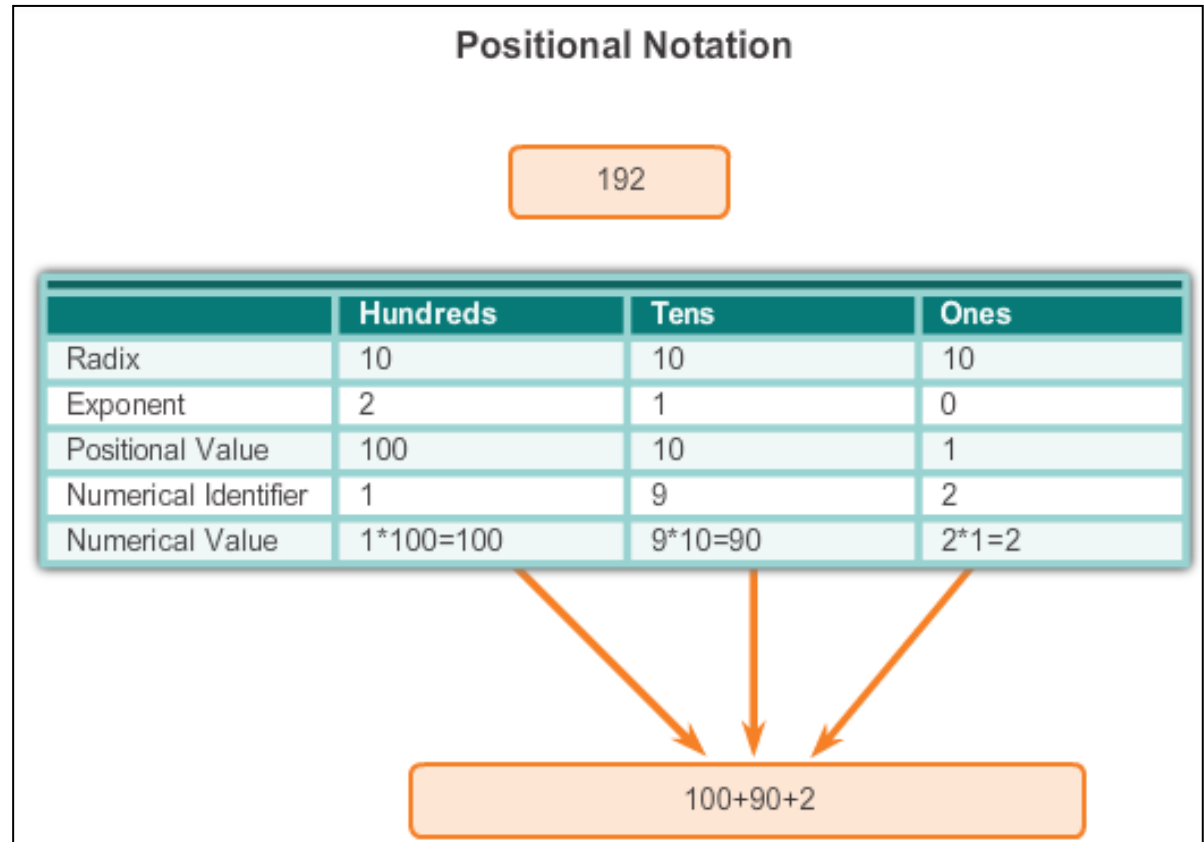 Positional Notation
192
Hundreds Tens Ones
Radix 10 10 10
Exponent 2 1 0
Positional Value 100 10 1
Numerical Identifier 1 9 2
Numerical Value 1*100=100 9*10=90 2*1=2
100+90+2